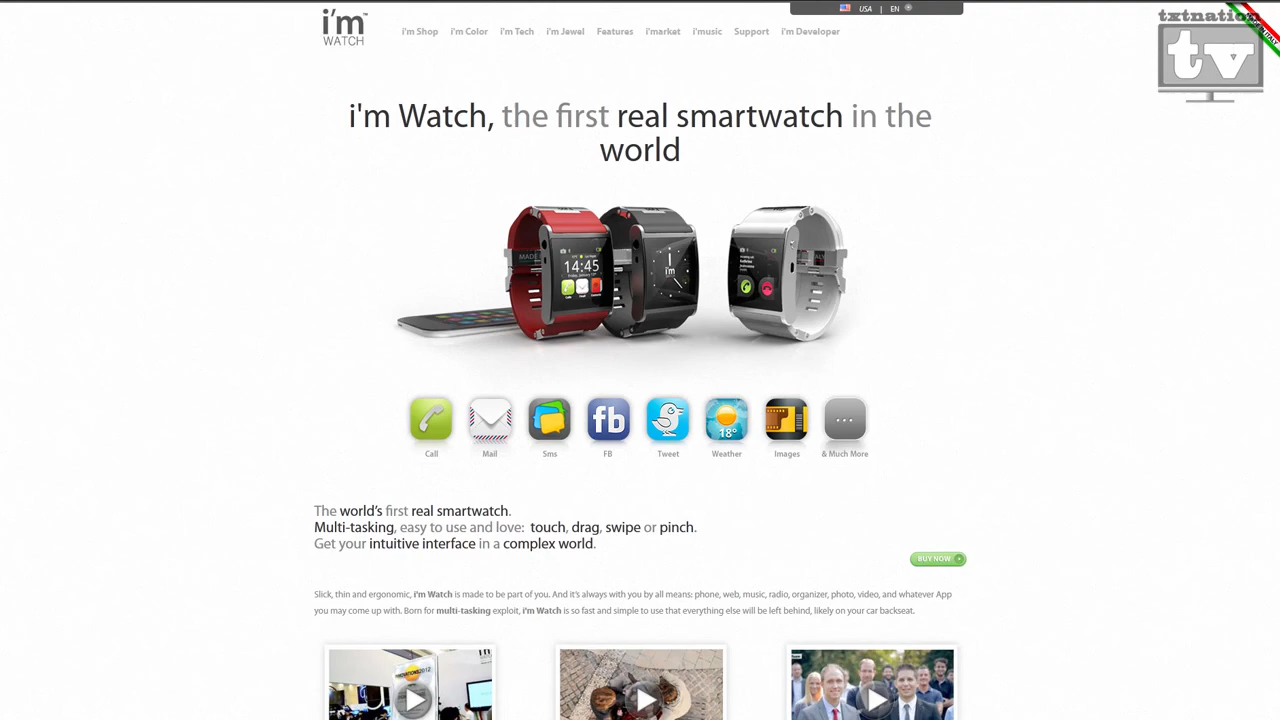 i'm™
WATCH
USA | EN
i'm Shop i'm Color i'm Tech i'm Jewel Features i'market i'music Support i'm Developer
txtnation
tv
i'm Watch, the first real smartwatch in the
world
MADE
14:45
i'm
Call
Mail
Sms
fb
FB
Tweet
18°
Weather
Images
& Much More
The world's first real smartwatch.
Multi-tasking, easy to use and love: touch, drag, swipe or pinch.
Get your intuitive interface in a complex world.
BUY NOW
Slick, thin and ergonomic, i'm Watch is made to be part of you. And it's always with you by all means: phone, web, music, radio, organizer, photo, video, and whatever App
you may come up with. Born for multi-tasking exploit, i'm Watch is so fast and simple to use that everything else will be left behind, likely on your car backseat.
INNOVATIONS2012